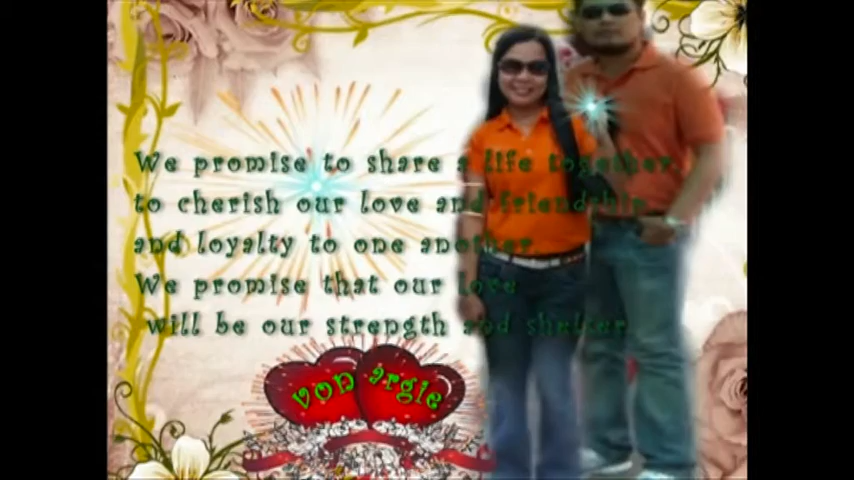 We promise to share a life together
to cherish our love and friendship
and loyalty to one another
We promise that our love
will be our strength and shelter
von argie